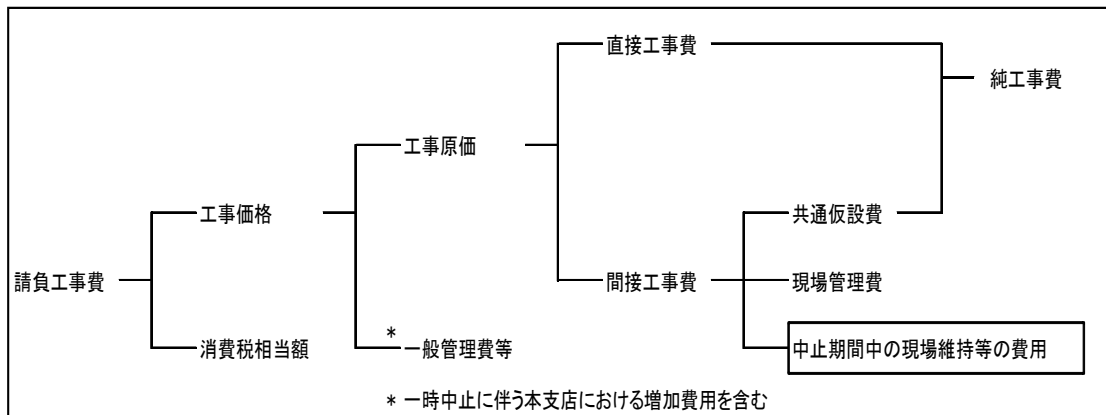 直接工事費
純工事費
工事原価
工事価格
共通仮設費
請負工事費
間接工事費
現場管理費
消費税相当額
*
一般管理費等
中止期間中の現場維持等の費用
* 一時中止に伴う本支店における増加費用を含む